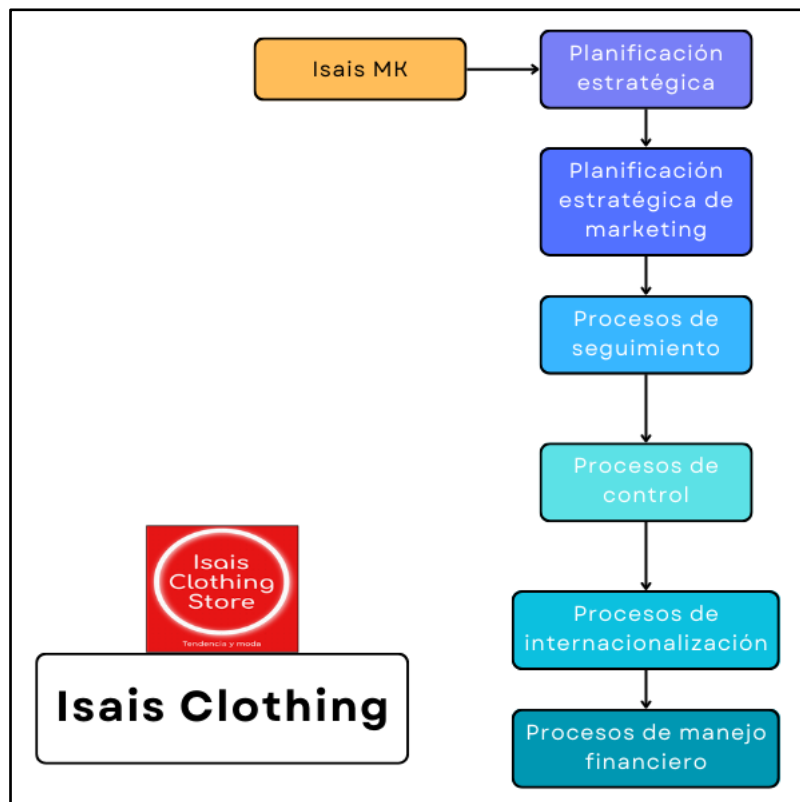 Isais MK
Planificación
estratégica
Planificación
estratégica de
marketing
Procesos de
seguimiento
Procesos de
control
Procesos de
internacionalización
Procesos de manejo
financiero
Isais
Clothing
Store
Tendencia y moda
Isais Clothing